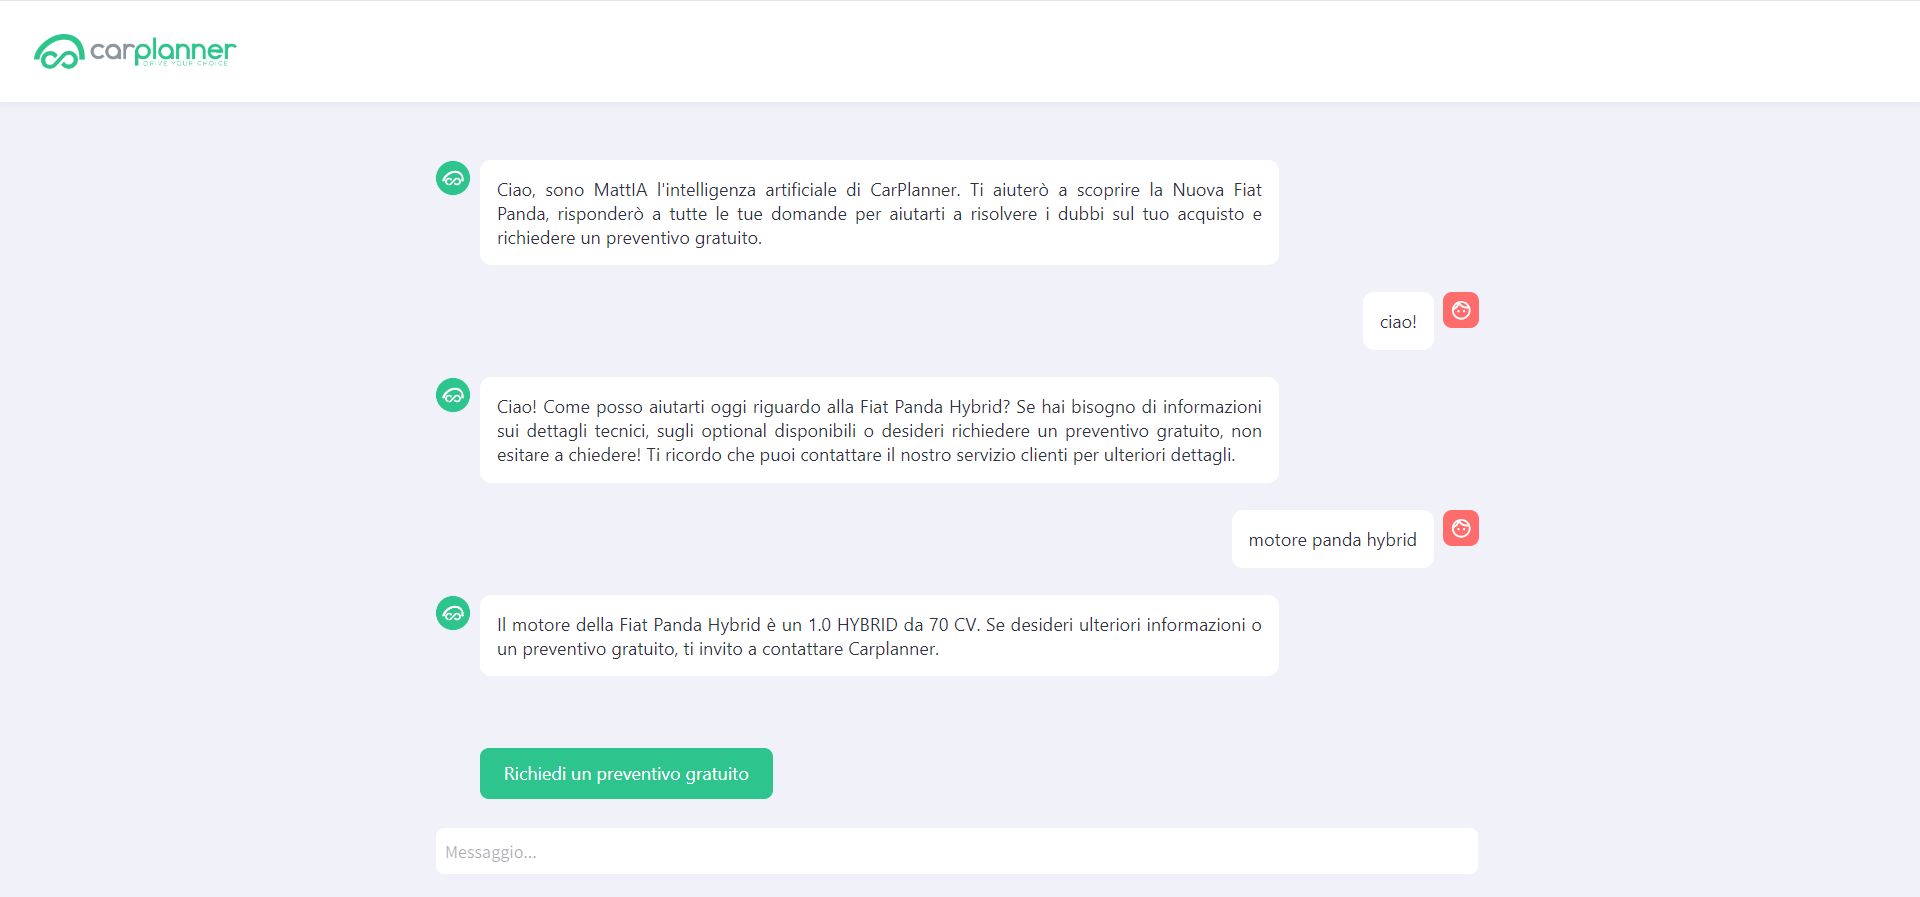 carplanner
DRIVE YOUR CHOICE
Ciao, sono MattIA l'intelligenza artificiale di CarPlanner. Ti aiuterò a scoprire la Nuova Fiat
Panda, risponderò a tutte le tue domande per aiutarti a risolvere i dubbi sul tuo acquisto e
richiedere un preventivo gratuito.
ciao!
Ciao! Come posso aiutarti oggi riguardo alla Fiat Panda Hybrid? Se hai bisogno di informazioni
sui dettagli tecnici, sugli optional disponibili o desideri richiedere un preventivo gratuito, non
esitare a chiedere! Ti ricordo che puoi contattare il nostro servizio clienti per ulteriori dettagli.
motore panda hybrid
Il motore della Fiat Panda Hybrid è un 1.0 HYBRID da 70 CV. Se desideri ulteriori informazioni o
un preventivo gratuito, ti invito a contattare Carplanner.
Richiedi un preventivo gratuito
Messaggio...